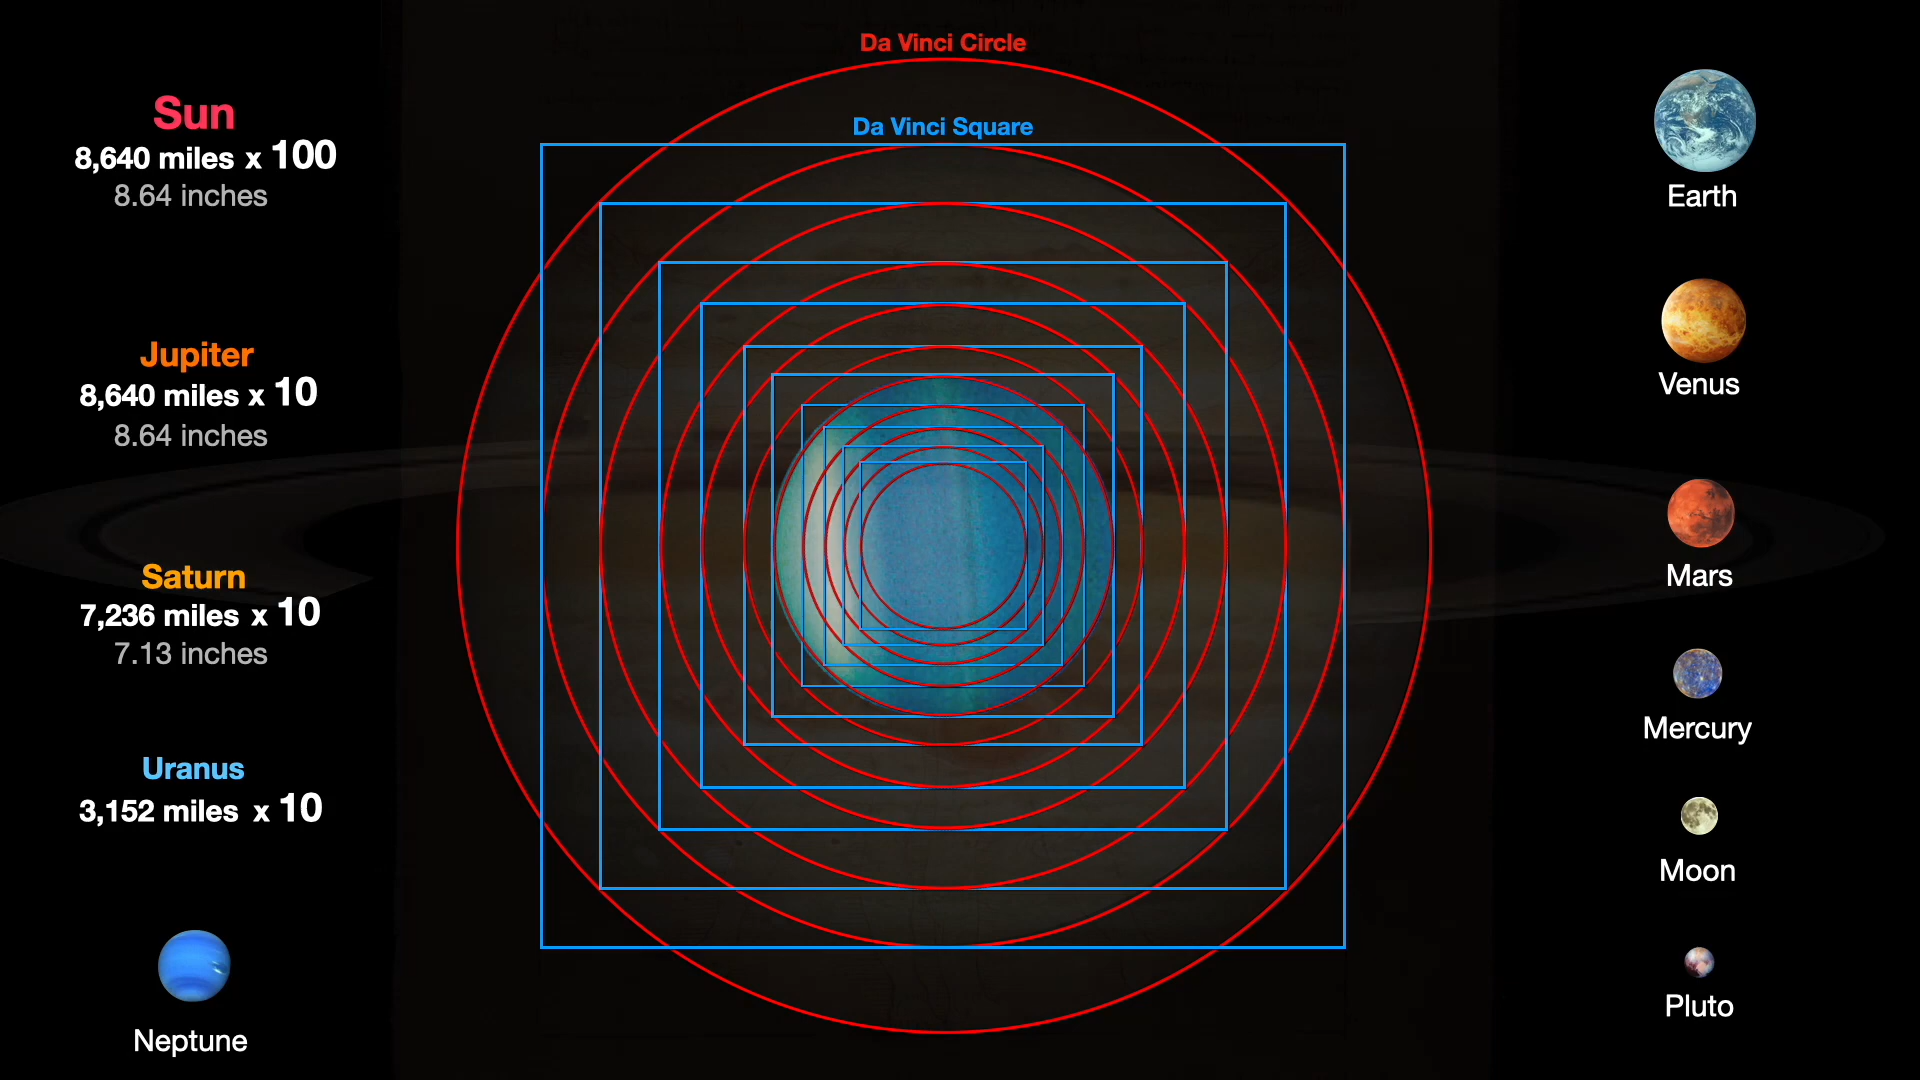 Da Vinci Circle
Da Vinci Square
Sun
8,640 miles x 100
8.64 inches
Jupiter
8,640 miles x 10
8.64 inches
Saturn
7,236 miles x 10
7.13 inches
Uranus
3,152 miles x 10
Neptune
Earth
Venus
Mars
Mercury
Moon
Pluto